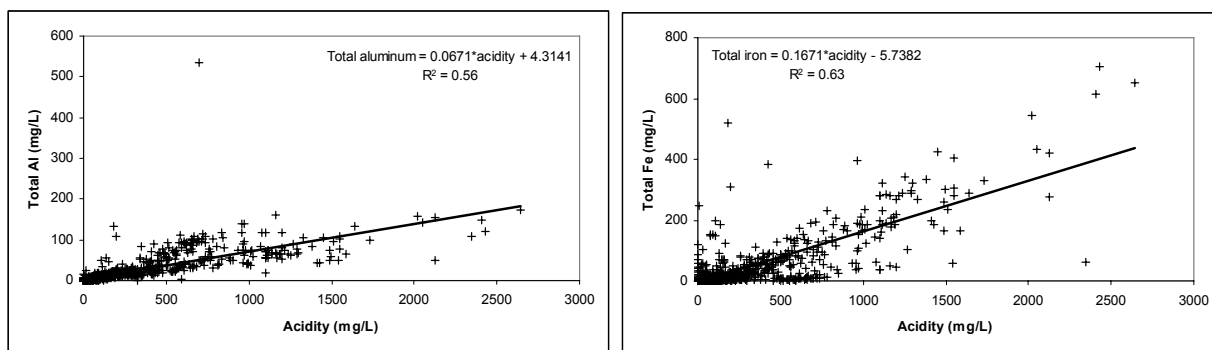 Total aluminum = 0.0671*acidity + 4.3141
R² = 0.56
600
500
400
300
200
100
0
Total Al (mg/L)
0 500 1000 1500 2000 2500 3000
Acidity (mg/L)
Total iron = 0.1671*acidity - 5.7382
R² = 0.63
800
600
400
200
0
Total Fe (mg/L)
0 500 1000 1500 2000 2500 3000
Acidity (mg/L)